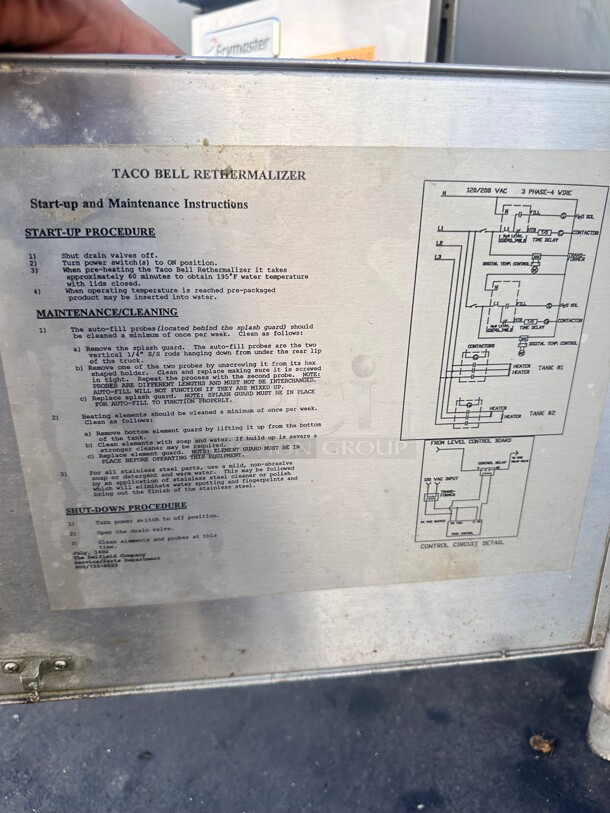 Frymaster
TACO BELL RETHERMALIZER
Start-up and Maintenance Instructions
START-UP PROCEDURE
1) Shut drain valves off.
2) Turn power switch(s) to ON position.
3) When pre-heating the Taco Bell Rethermalizer it takes
approximately 60 minutes to obtain 195°F water temperature
with lids closed.
4) When operating temperature is reached pre-packaged
product may be inserted into water.
MAINTENANCE/CLEANING
1) The auto-fill probes (located behind the splash guard) should
be cleaned a minimum of once per week. Clean as follows:
a) Remove the splash guard. The auto-fill probes are the two
vertical 1/4" S/S rods hanging down from under the rear lip
of the truck.
b) Remove one of the two probes by unscrewing it from its hex
shaped holder. Clean and replace making sure it is screwed
in tight. Repeat the process with the second probe. NOTE:
PROBES ARE DIFFERENT LENGTHS AND MUST NOT BE INTERCHANGED.
AUTO-FILL WILL NOT FUNCTION IF THEY ARE MIXED UP.
c) Replace splash guard. NOTE: SPLASH GUARD MUST BE IN PLACE
FOR AUTO-FILL TO FUNCTION PROPERLY.
2) Heating elements should be cleaned a minimum of once per week.
Clean as follows:
a) Remove bottom element guard by lifting it up from the bottom
of the tank.
b) Clean elements with soap and water. If build up is severe a
stronger cleaner may be required.
c) Replace element guard. NOTE: ELEMENT GUARD MUST BE IN
PLACE BEFORE OPERATING THIS EQUIPMENT.
3) For all stainless steel parts, use a mild, non-abrasive
soap or detergent and warm water. This may be followed
by an application of stainless steel cleaner or polish
which will eliminate water spotting and fingerprints and
bring out the finish of the stainless steel.
SHUT-DOWN PROCEDURE
1) Turn power switch to off position.
2) Open the drain valve.
3) Clean elements and probes at this
time.
July, 1992
The Delfield Company
Service/Parts Department
120/208 VAC 3 PHASE-4 WIRE
N
FILL
H2O SOL
L1
CONTACTOR
TIME DELAY
L2
L3
DIGITAL TEMP. CONTROL
FILL
H2O SOL
CONTACTOR
TIME DELAY
DIGITAL TEMP. CONTROL
CONTACTORS
HEATER
HEATER
TANK #1
HEATER
HEATER
TANK #2
FROM LEVEL CONTROL BOARD
CONTROL RELAY
120 VAC INPUT
CONTROL CIRCUIT DETAIL
GROUP